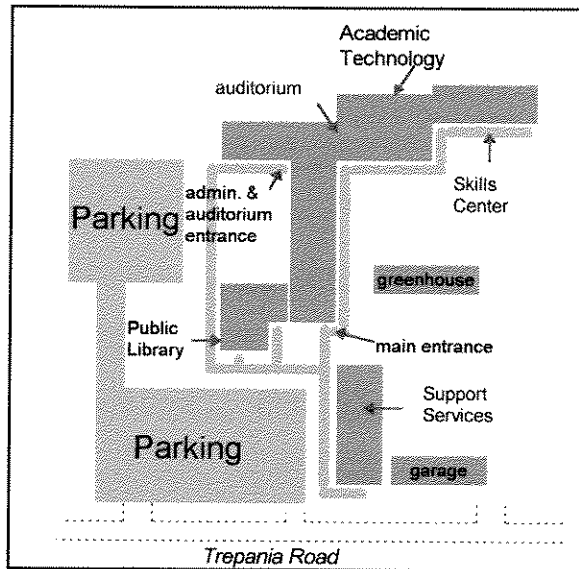 Academic
Technology
auditorium
Skills
Center
admin. &
auditorium
entrance
Parking
greenhouse
Public
Library
main entrance
Support
Services
Parking
garage
Trepania Road